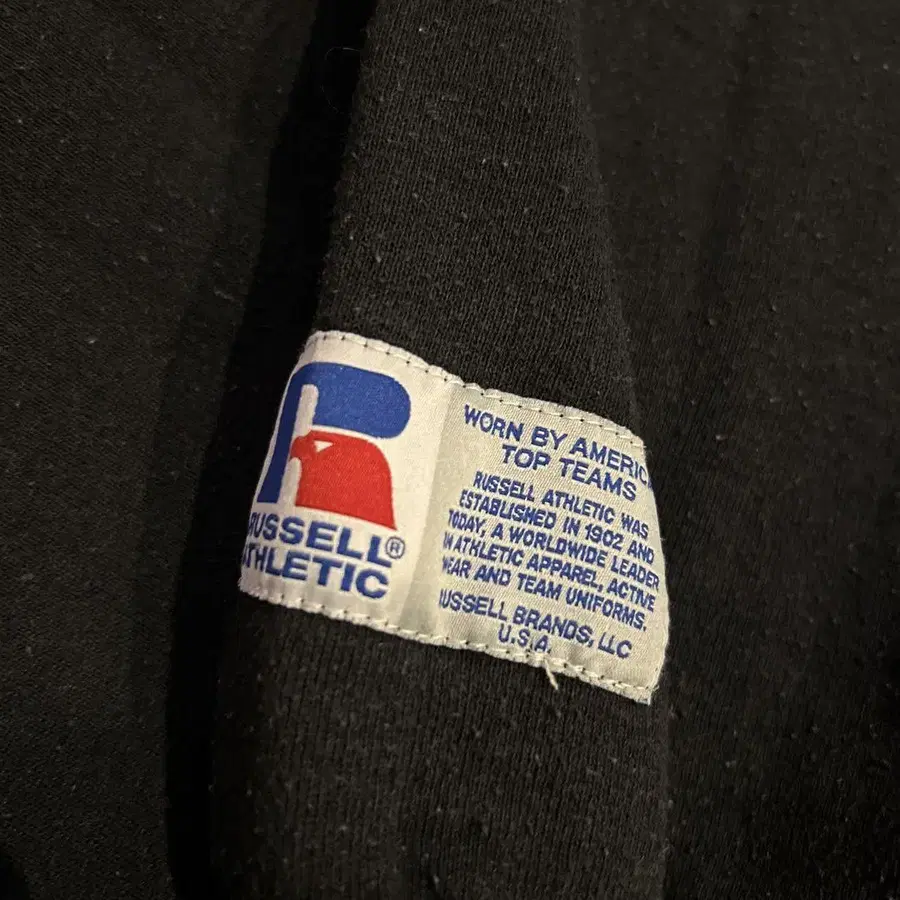 RUSSELL®
ATHLETIC
WORN BY AMERIC
TOP TEAMS
RUSSELL ATHLETIC WAS
ESTABLISHED IN 1902 AND
TODAY, A WORLDWIDE LEADER
IN ATHLETIC APPAREL, ACTIVE
WEAR AND TEAM UNIFORMS.
RUSSELL BRANDS, LLC
U.S.A.